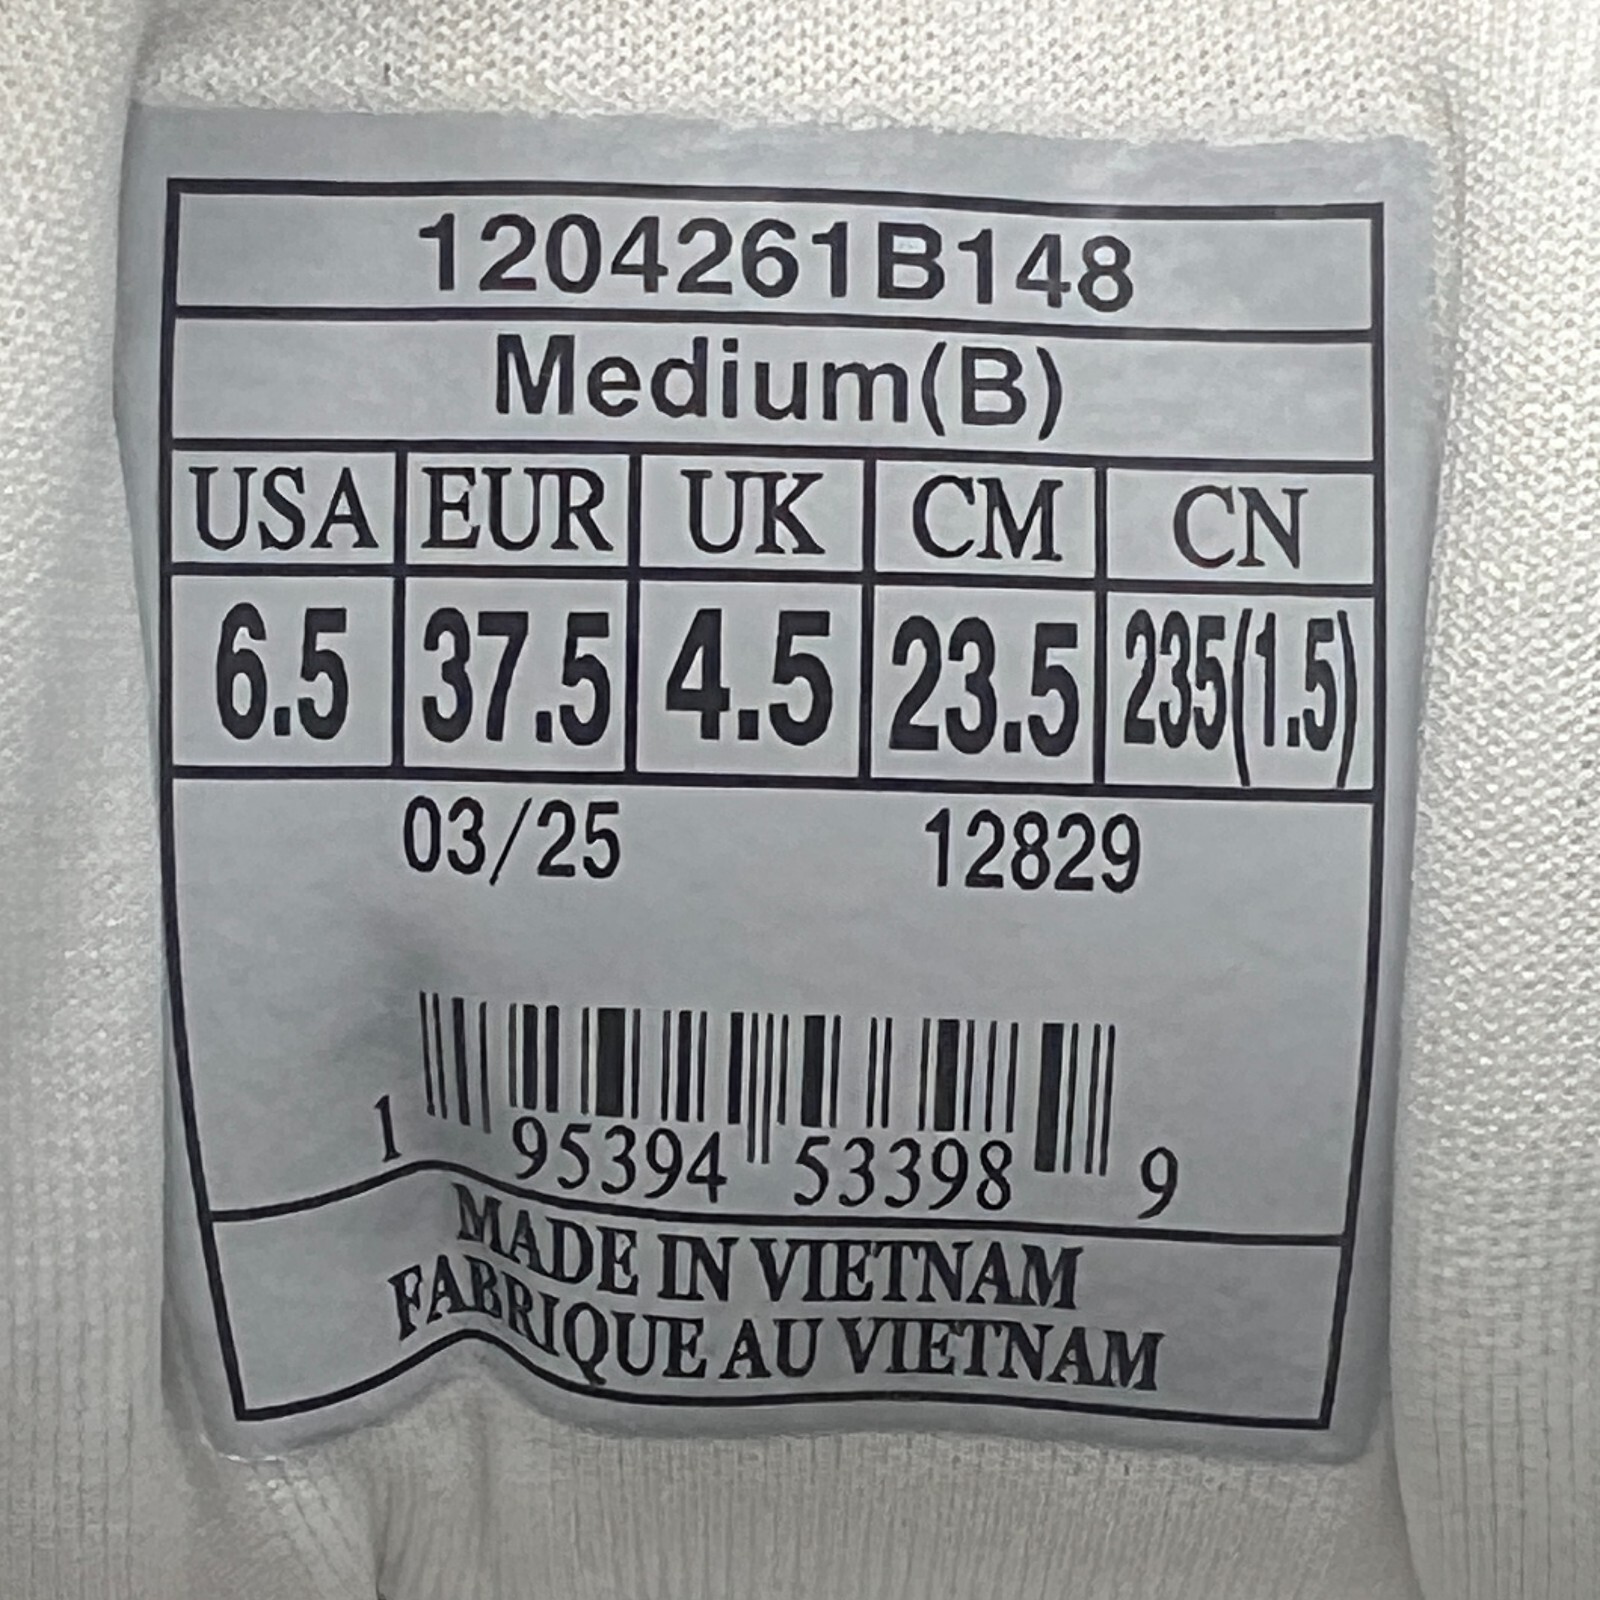 1204261B148
Medium(B)
USA EUR UK CM CN
6.5 37.5 4.5 23.5 235(1.5)
03/25 12829
1 95394 53398 9
MADE IN VIETNAM
FABRIQUE AU VIETNAM